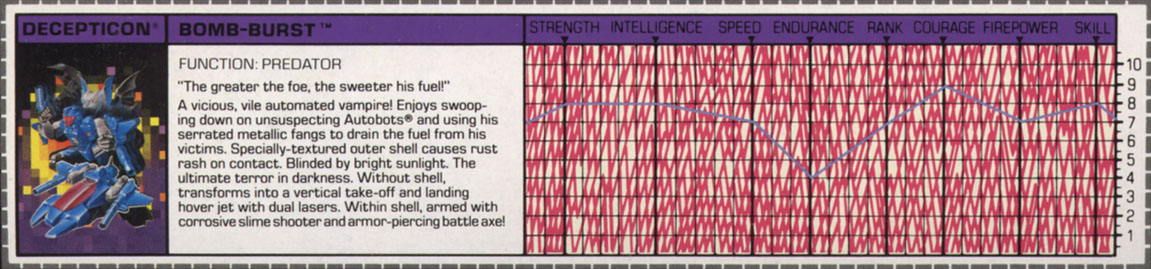 DECEPTICON®
BOMB-BURST™
FUNCTION: PREDATOR
"The greater the foe, the sweeter his fuel!"
A vicious, vile automated vampire! Enjoys swoop-
ing down on unsuspecting Autobots® and using his
serrated metallic fangs to drain the fuel from his
victims. Specially-textured outer shell causes rust
rash on contact. Blinded by bright sunlight. The
ultimate terror in darkness. Without shell,
transforms into a vertical take-off and landing
hover jet with dual lasers. Within shell, armed with
corrosive slime shooter and armor-piercing battle axe!
STRENGTH INTELLIGENCE SPEED ENDURANCE RANK COURAGE FIREPOWER SKILL
10
9
8
7
6
5
4
3
2
1